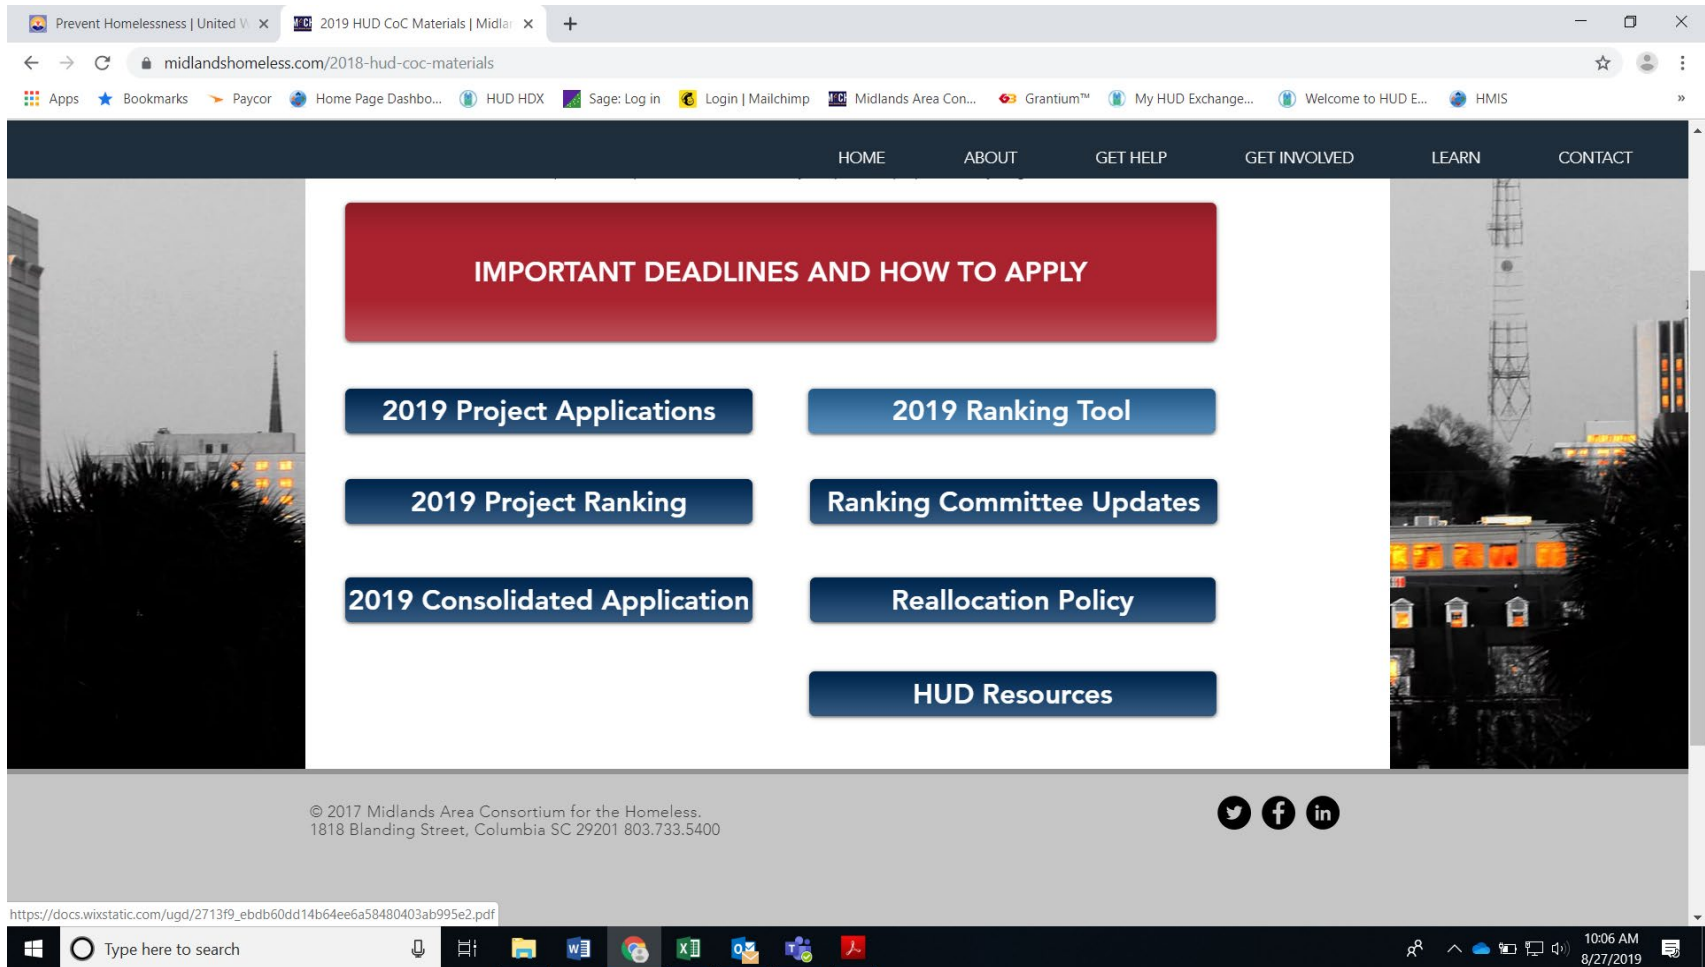 Prevent Homelessness | United W
2019 HUD CoC Materials | Midlan
midlandshomeless.com/2018-hud-coc-materials
Apps Bookmarks Paycor Home Page Dashbo... HUD HDX Sage: Log in Login | Mailchimp Midlands Area Con... Grantium™ My HUD Exchange... Welcome to HUD E... HMIS »
HOME ABOUT GET HELP GET INVOLVED LEARN CONTACT
IMPORTANT DEADLINES AND HOW TO APPLY
2019 Project Applications
2019 Ranking Tool
2019 Project Ranking
Ranking Committee Updates
2019 Consolidated Application
Reallocation Policy
HUD Resources
© 2017 Midlands Area Consortium for the Homeless.
1818 Blanding Street, Columbia SC 29201 803.733.5400
https://docs.wixstatic.com/ugd/2713f9_ebdb60dd14b64ee6a58480403ab995e2.pdf
Type here to search
10:06 AM
8/27/2019